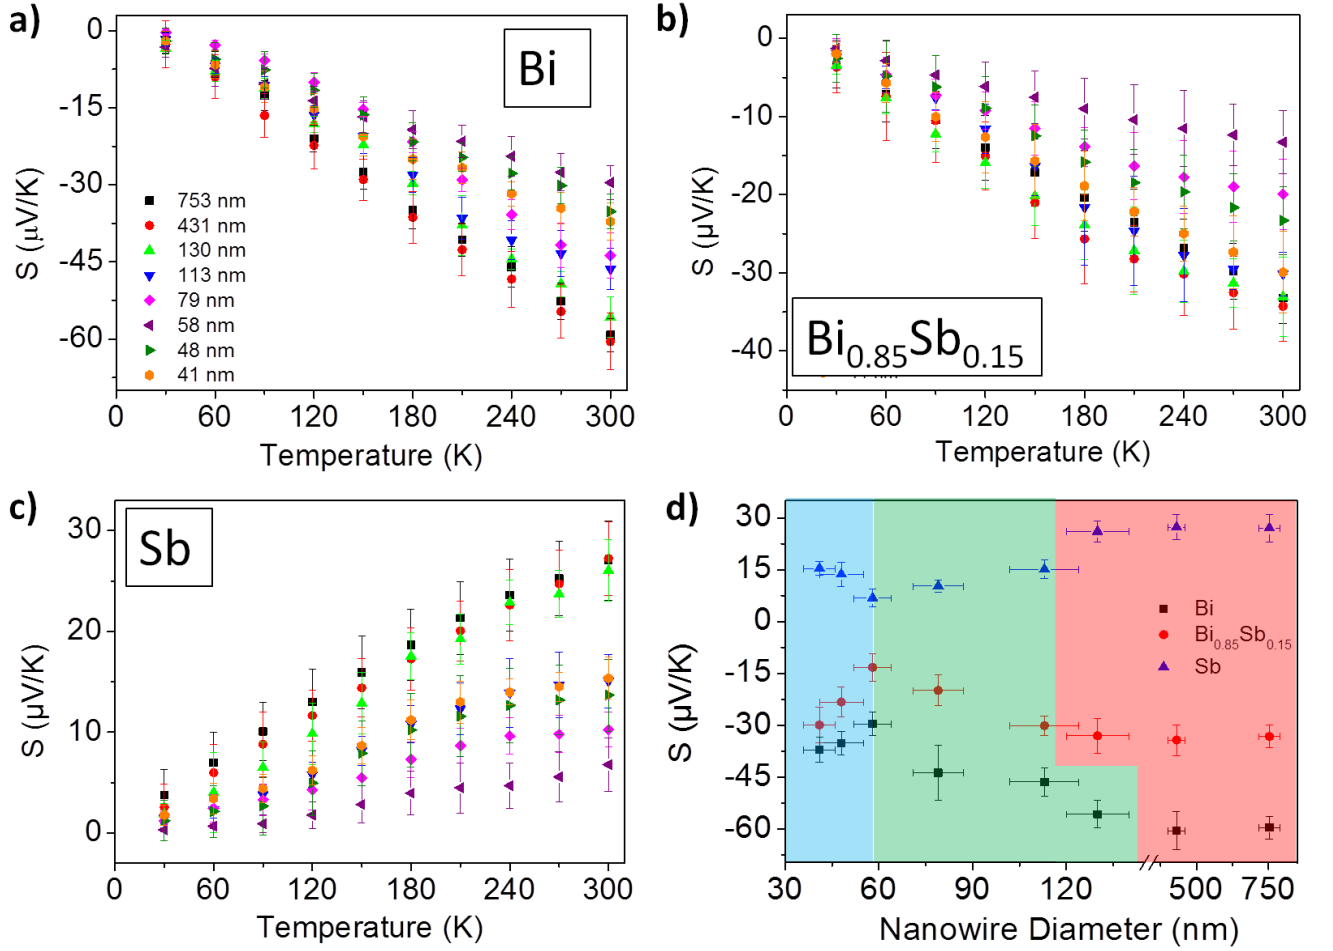 a)
Bi
0
-15
-30
-45
-60
S (μV/K)
753 nm
431 nm
130 nm
113 nm
79 nm
58 nm
48 nm
41 nm
0 60 120 180 240 300
Temperature (K)
b)
0
-10
-20
-30
-40
S (μV/K)
Bi0.85Sb0.15
0 60 120 180 240 300
Temperature (K)
c)
Sb
30
20
10
0
S (μV/K)
0 60 120 180 240 300
Temperature (K)
d)
30
15
0
-15
-30
-45
-60
S (μV/K)
Bi
Bi0.85Sb0.15
Sb
30 60 90 120 500 750
Nanowire Diameter (nm)